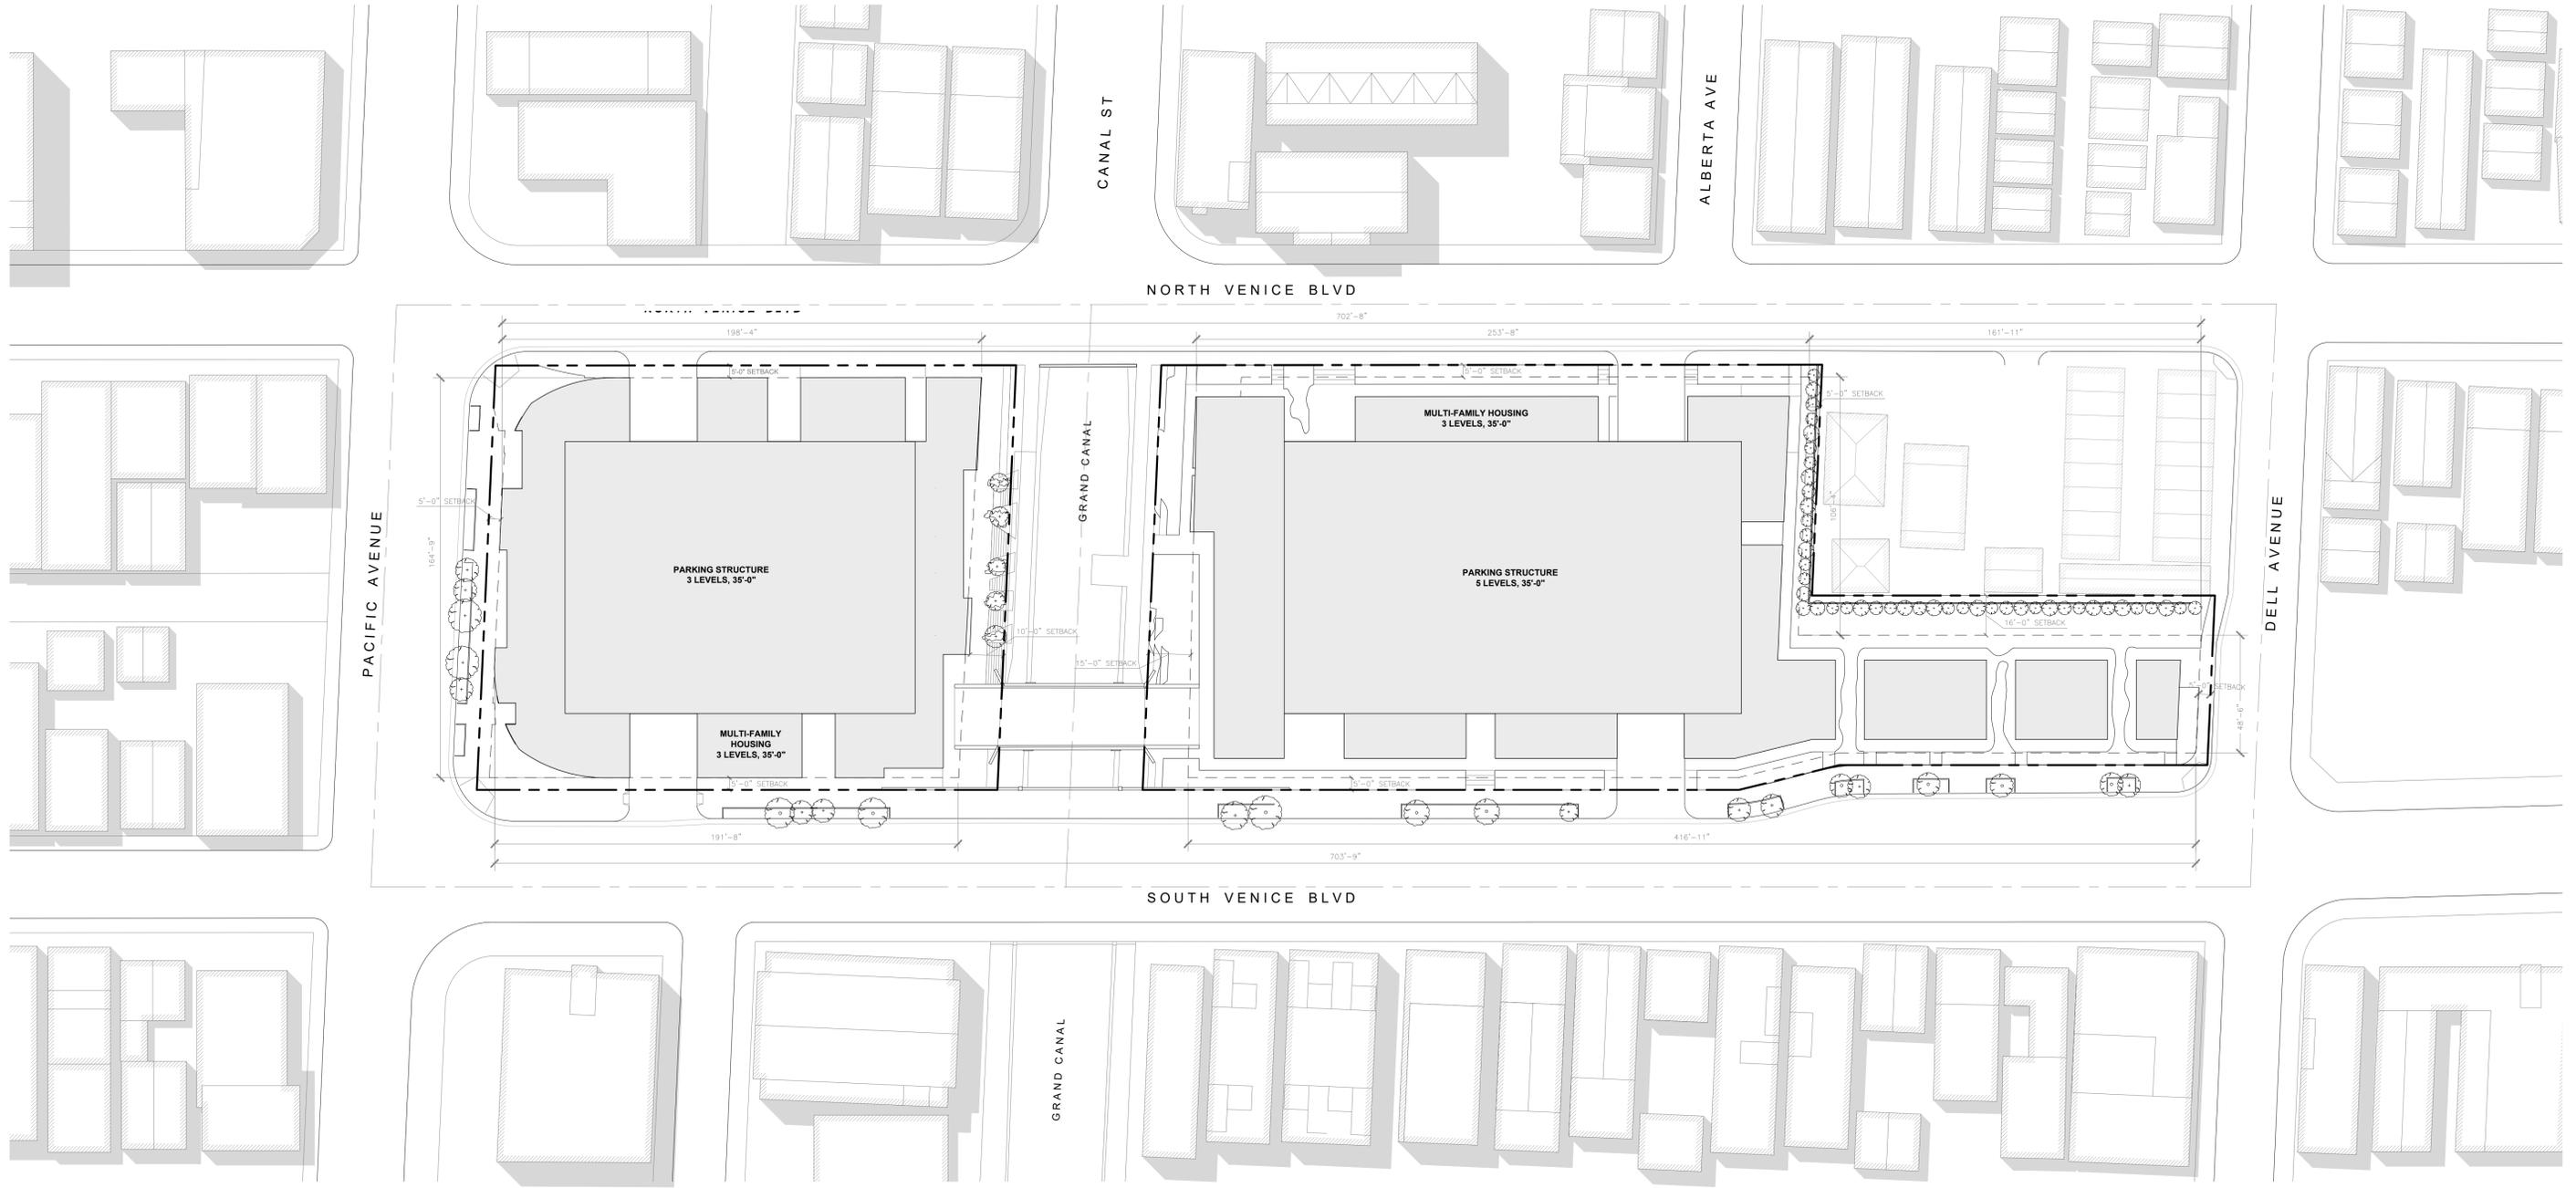 CANAL ST
ALBERTA AVE
NORTH VENICE BLVD
702'-8"
198'-4"
253'-8"
161'-11"
5'-0" SETBACK
5'-0" SETBACK
5'-0" SETBACK
MULTI-FAMILY HOUSING
3 LEVELS, 35'-0"
GRAND CANAL
5'-0" SETBACK
164'-9"
PACIFIC AVENUE
DELL AVENUE
PARKING STRUCTURE
3 LEVELS, 35'-0"
PARKING STRUCTURE
5 LEVELS, 35'-0"
16'-0" SETBACK
10'-0" SETBACK
15'-0" SETBACK
5'-0" SETBACK
48'-6"
MULTI-FAMILY
HOUSING
3 LEVELS, 35'-0"
5'-0" SETBACK
5'-0" SETBACK
191'-8"
416'-11"
703'-9"
SOUTH VENICE BLVD
GRAND CANAL